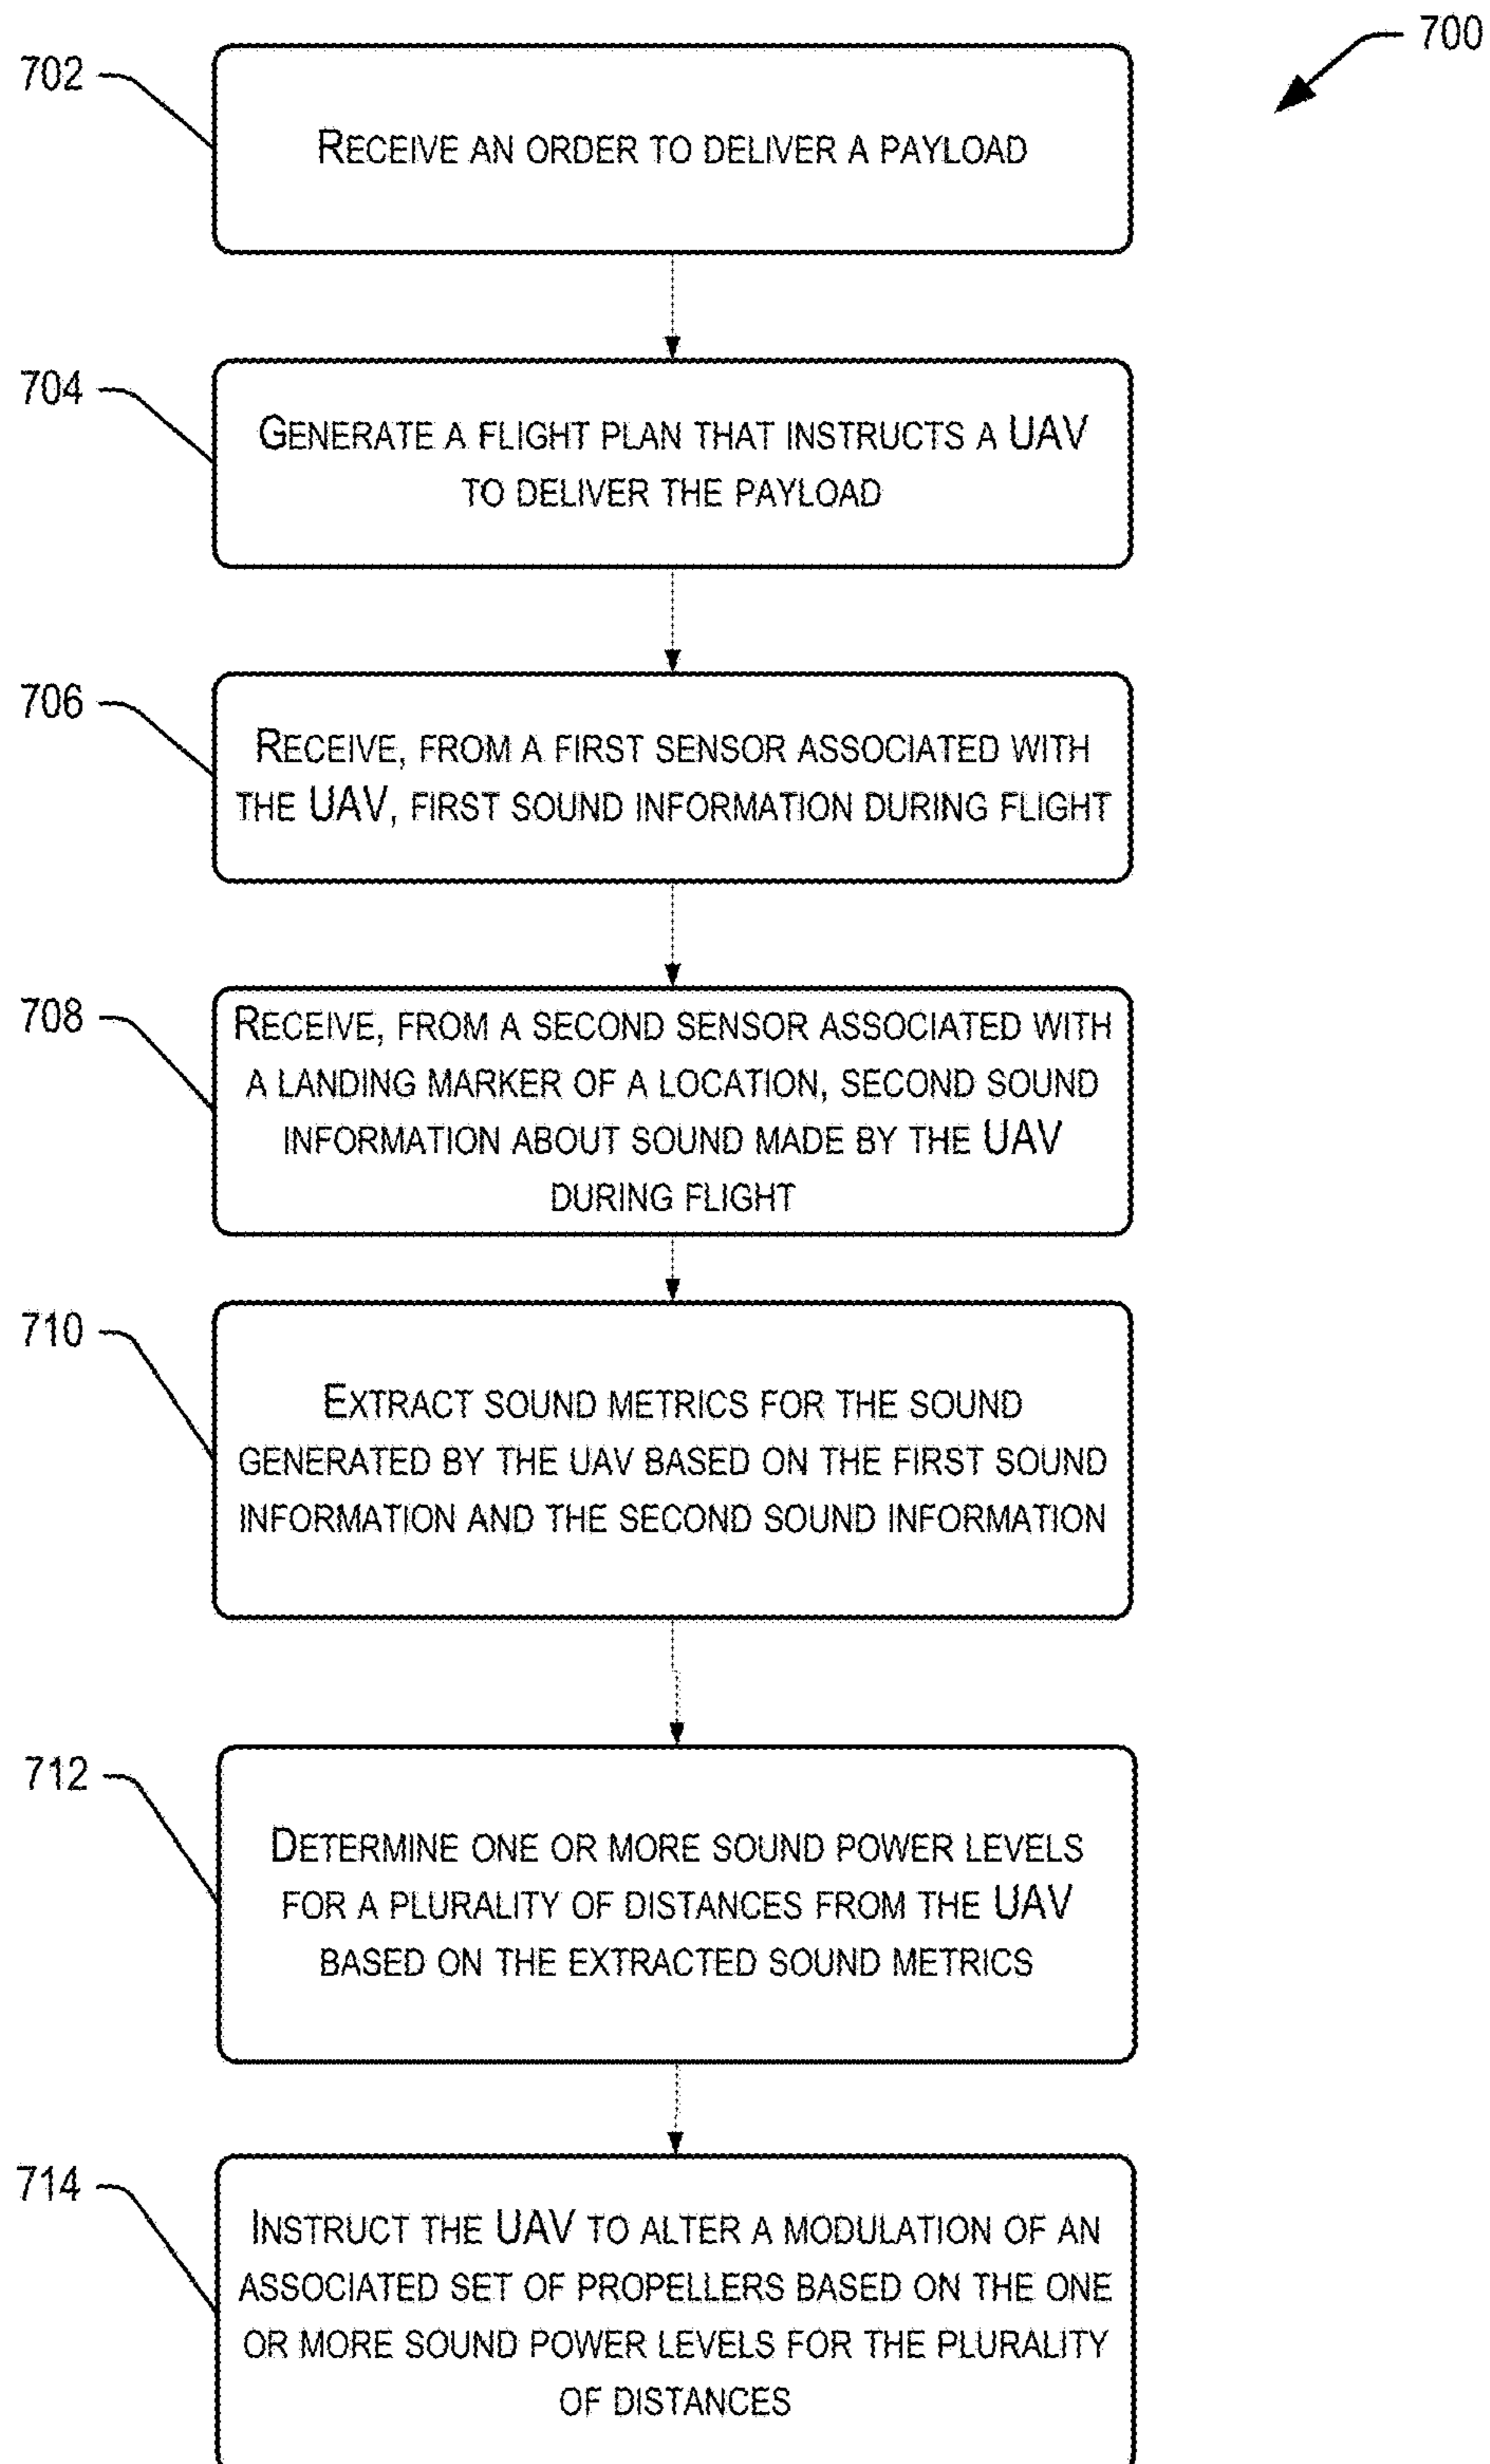 700
702
RECEIVE AN ORDER TO DELIVER A PAYLOAD
704
GENERATE A FLIGHT PLAN THAT INSTRUCTS A UAV
TO DELIVER THE PAYLOAD
706
RECEIVE, FROM A FIRST SENSOR ASSOCIATED WITH
THE UAV, FIRST SOUND INFORMATION DURING FLIGHT
708
RECEIVE, FROM A SECOND SENSOR ASSOCIATED WITH
A LANDING MARKER OF A LOCATION, SECOND SOUND
INFORMATION ABOUT SOUND MADE BY THE UAV
DURING FLIGHT
710
EXTRACT SOUND METRICS FOR THE SOUND
GENERATED BY THE UAV BASED ON THE FIRST SOUND
INFORMATION AND THE SECOND SOUND INFORMATION
712
DETERMINE ONE OR MORE SOUND POWER LEVELS
FOR A PLURALITY OF DISTANCES FROM THE UAV
BASED ON THE EXTRACTED SOUND METRICS
714
INSTRUCT THE UAV TO ALTER A MODULATION OF AN
ASSOCIATED SET OF PROPELLERS BASED ON THE ONE
OR MORE SOUND POWER LEVELS FOR THE PLURALITY
OF DISTANCES